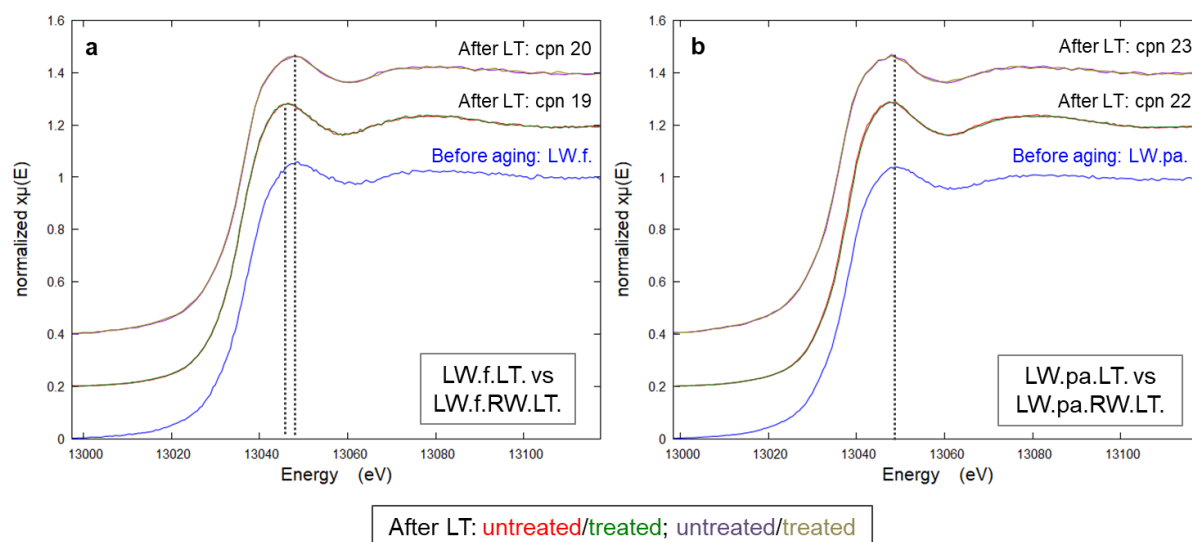 a
After LT: cpn 20
After LT: cpn 19
Before aging: LW.f.
LW.f.LT. vs
LW.f.RW.LT.
normalized xμ(E)
1.6
1.4
1.2
1
0.8
0.6
0.4
0.2
0
13000
13020
13040
13060
13080
13100
Energy (eV)
b
After LT: cpn 23
After LT: cpn 22
Before aging: LW.pa.
LW.pa.LT. vs
LW.pa.RW.LT.
normalized xμ(E)
1.6
1.4
1.2
1
0.8
0.6
0.4
0.2
0
13000
13020
13040
13060
13080
13100
Energy (eV)
After LT: untreated/treated; untreated/treated